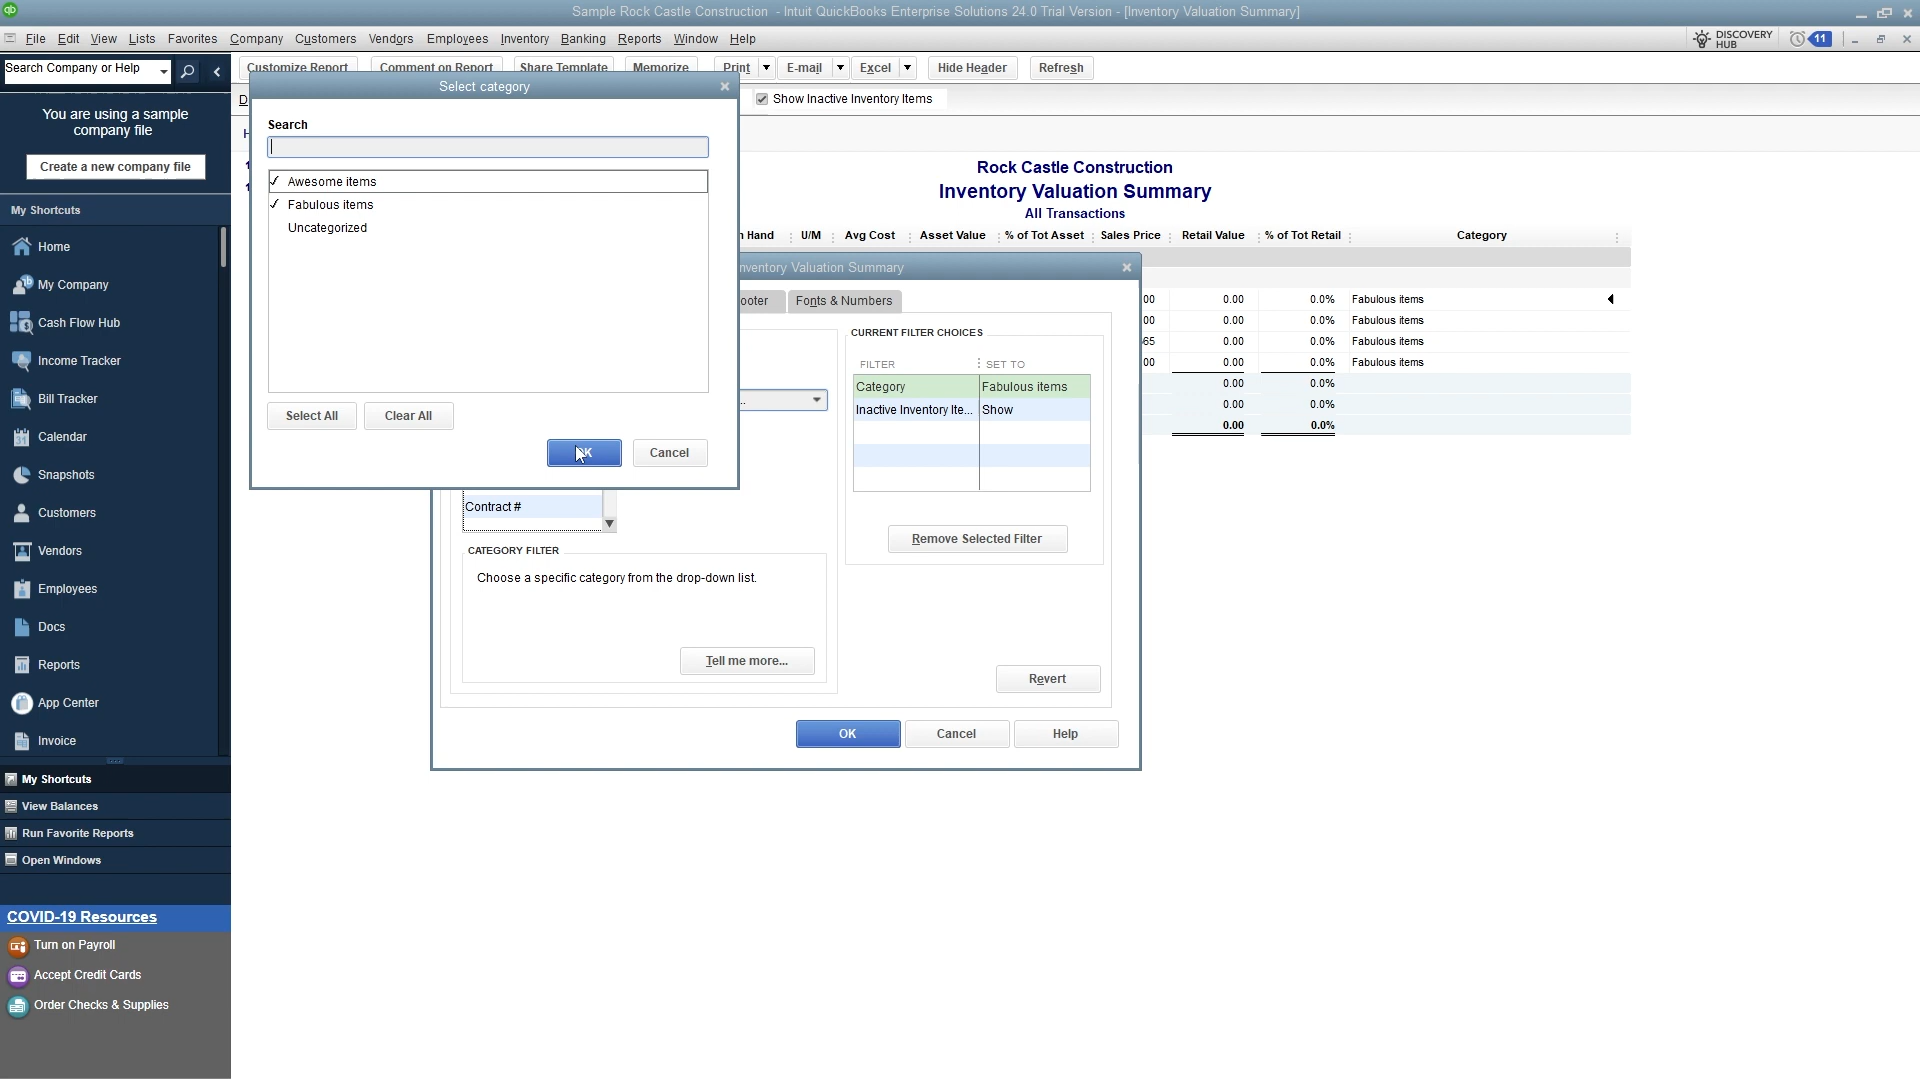 Sample Rock Castle Construction - Intuit QuickBooks Enterprise Solutions 24.0 Trial Version - [Inventory Valuation Summary]
File Edit View Lists Favorites Company Customers Vendors Employees Inventory Banking Reports Window Help
DISCOVERY HUB
11
Search Company or Help
Customize Report Comment on Report Share Template Memorize Print E-mail Excel Hide Header Refresh
Show Inactive Inventory Items
You are using a sample
company file
Create a new company file
My Shortcuts
Home
My Company
Cash Flow Hub
Income Tracker
Bill Tracker
Calendar
Snapshots
Customers
Vendors
Employees
Docs
Reports
App Center
Invoice
My Shortcuts
View Balances
Run Favorite Reports
Open Windows
COVID-19 Resources
Turn on Payroll
Accept Credit Cards
Order Checks & Supplies
Select category
Search
✓ Awesome items
✓ Fabulous items
Uncategorized
Select All Clear All
OK Cancel
Rock Castle Construction
Inventory Valuation Summary
All Transactions
Hand U/M Avg Cost Asset Value % of Tot Asset Sales Price Retail Value % of Tot Retail Category
00 0.00 0.0% Fabulous items
00 0.00 0.0% Fabulous items
65 0.00 0.0% Fabulous items
00 0.00 0.0% Fabulous items
0.00 0.0%
0.00 0.0%
0.00 0.0%
nventory Valuation Summary
ooter Fonts & Numbers
CURRENT FILTER CHOICES
FILTER SET TO
Category Fabulous items
Inactive Inventory Ite... Show
Remove Selected Filter
Contract #
CATEGORY FILTER
Choose a specific category from the drop-down list.
Tell me more...
Revert
OK Cancel Help